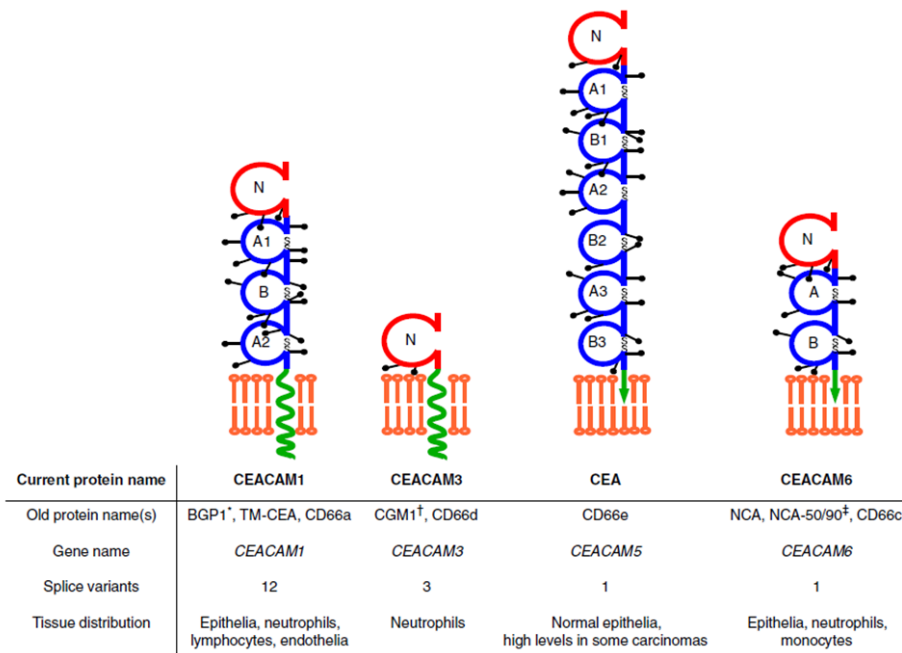 N
A1
B1
A2
B2
A3
B3
N
A1
B
A2
N
N
A
B
Current protein name CEACAM1 CEACAM3 CEA CEACAM6
Old protein name(s) BGP1*, TM-CEA, CD66a CGM1†, CD66d CD66e NCA, NCA-50/90‡, CD66c
Gene name CEACAM1 CEACAM3 CEACAM5 CEACAM6
Splice variants 12 3 1 1
Tissue distribution Epithelia, neutrophils, Neutrophils Normal epithelia, Epithelia, neutrophils,
lymphocytes, endothelia high levels in some carcinomas monocytes